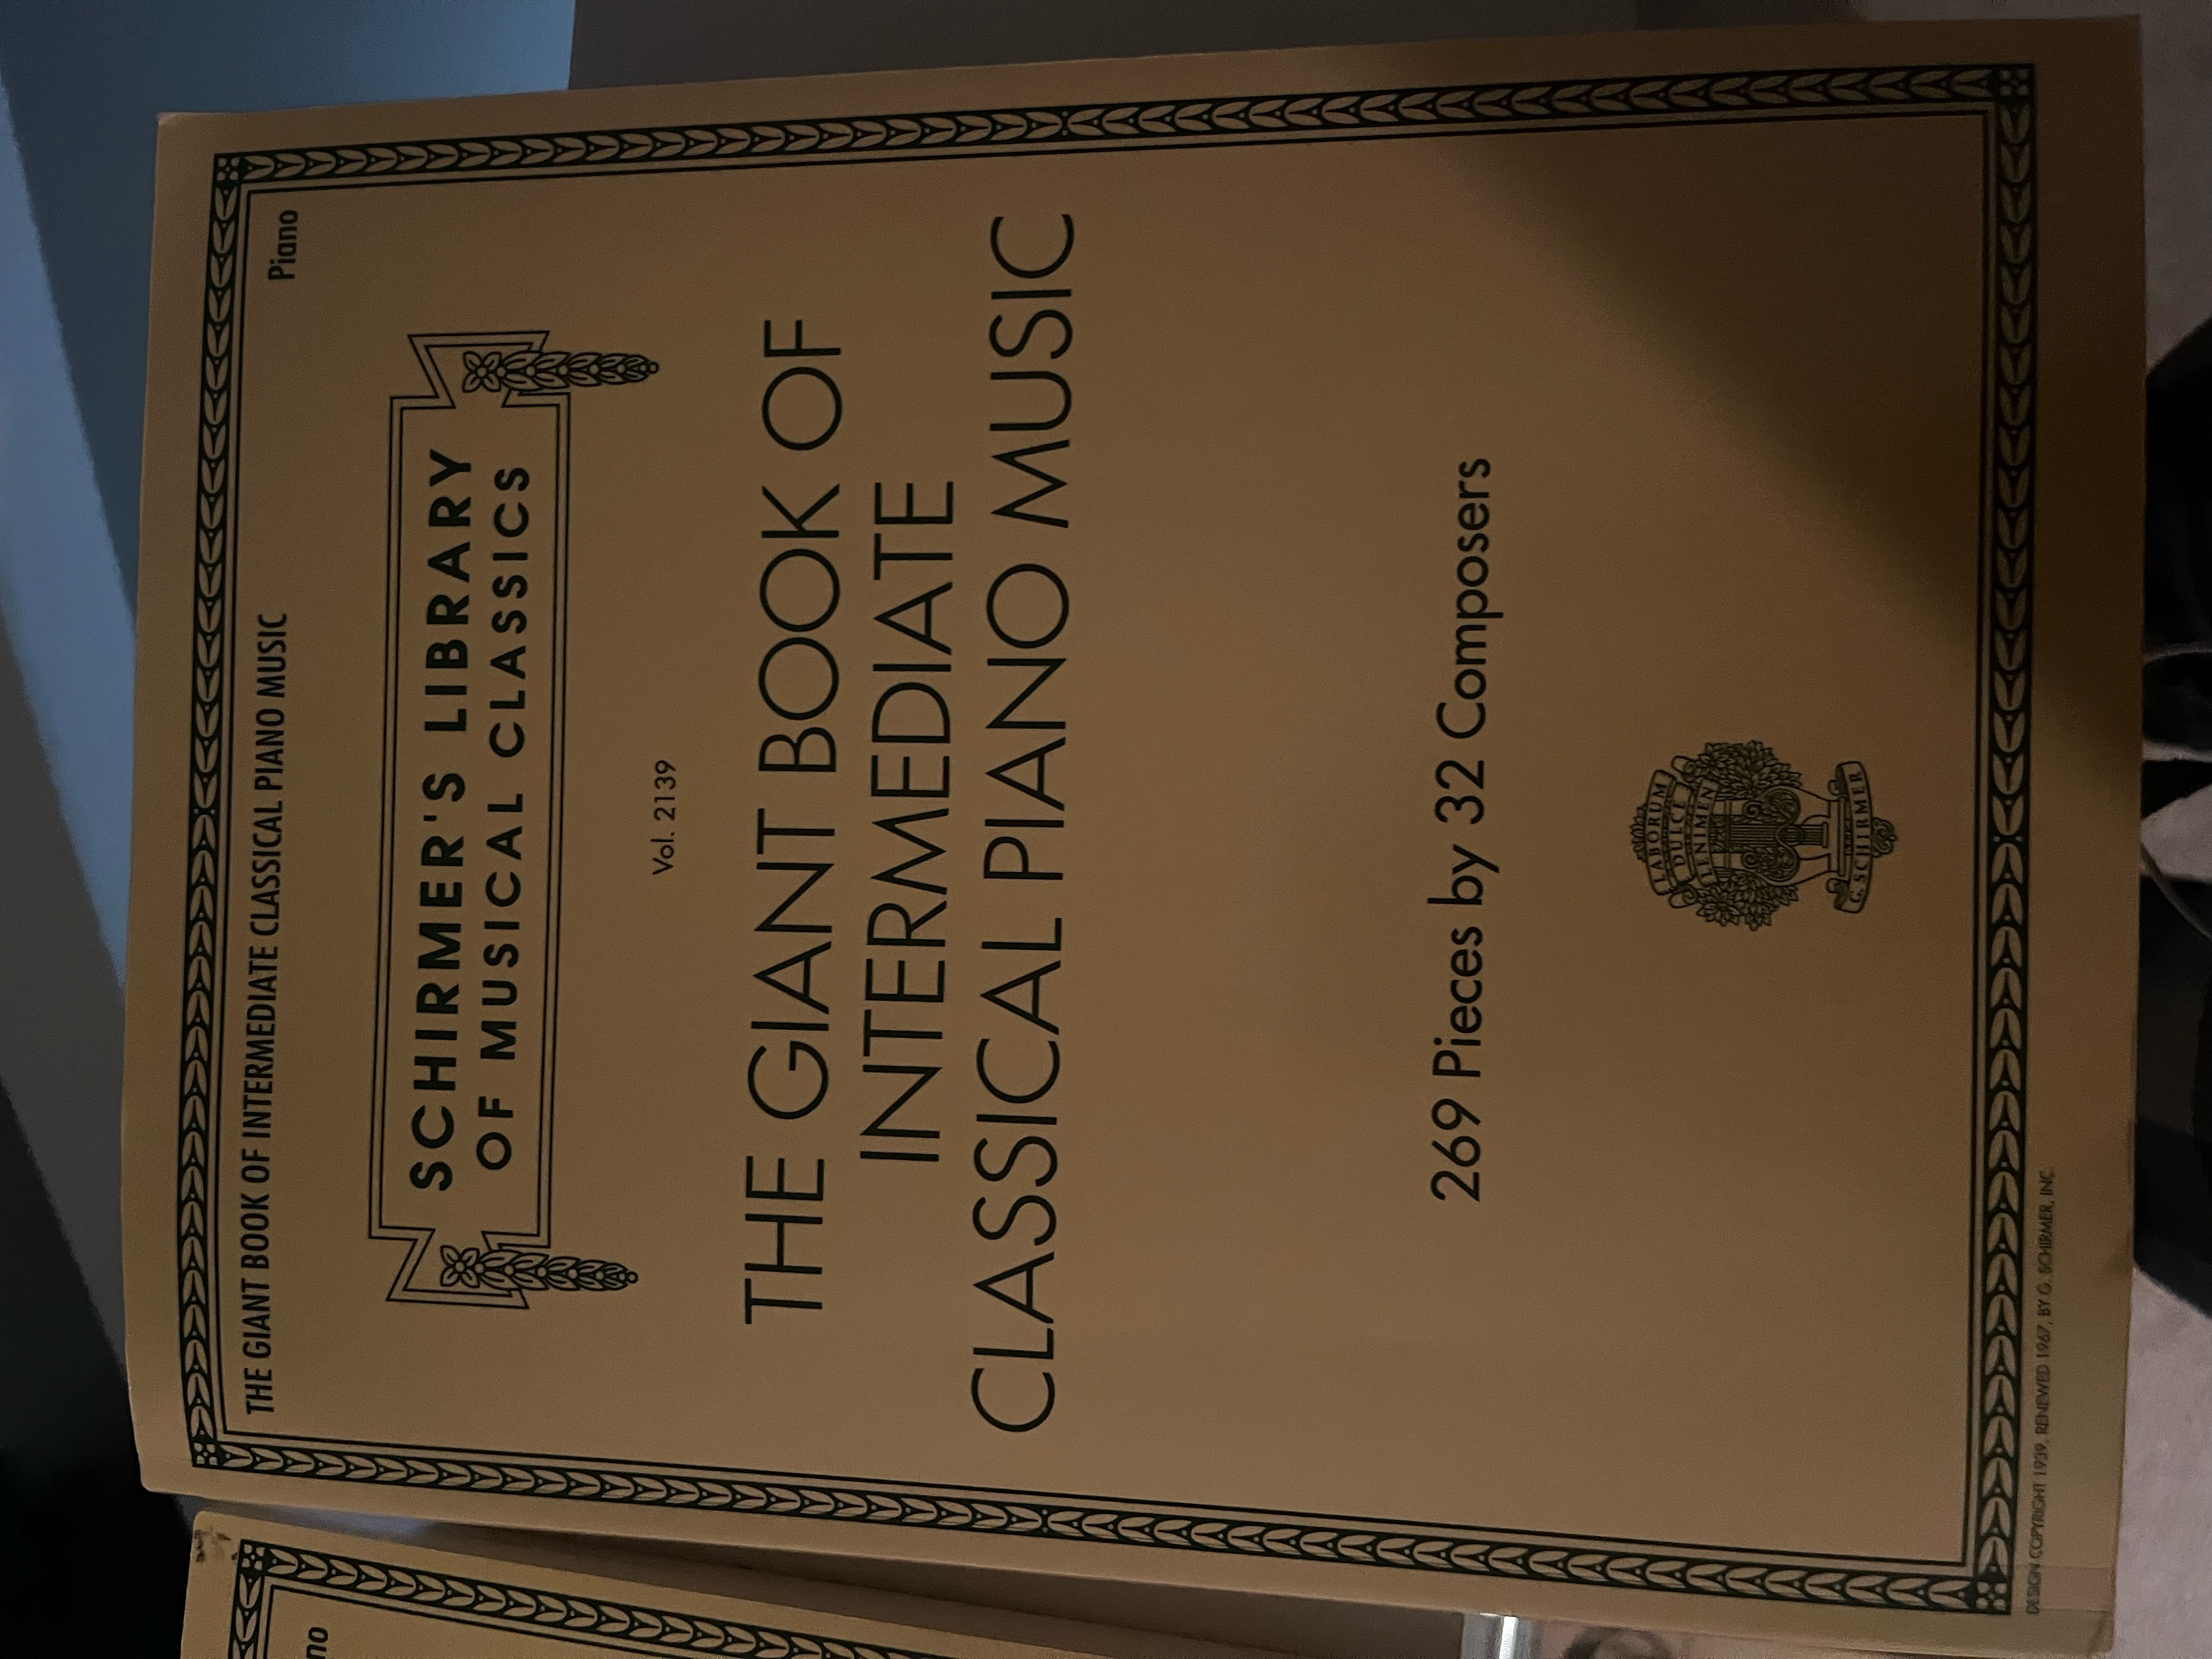 no
THE GIANT BOOK OF INTERMEDIATE CLASSICAL PIANO MUSIC
Piano
SCHIRMER'S LIBRARY
OF MUSICAL CLASSICS
Vol. 2139
THE GIANT BOOK OF
INTERMEDIATE
CLASSICAL PIANO MUSIC
269 Pieces by 32 Composers
LABORUM
DULCE
LENIMEN
G. SCHIRMER
DESIGN COPYRIGHT 1939, RENEWED 1967, BY G. SCHIRMER, INC.